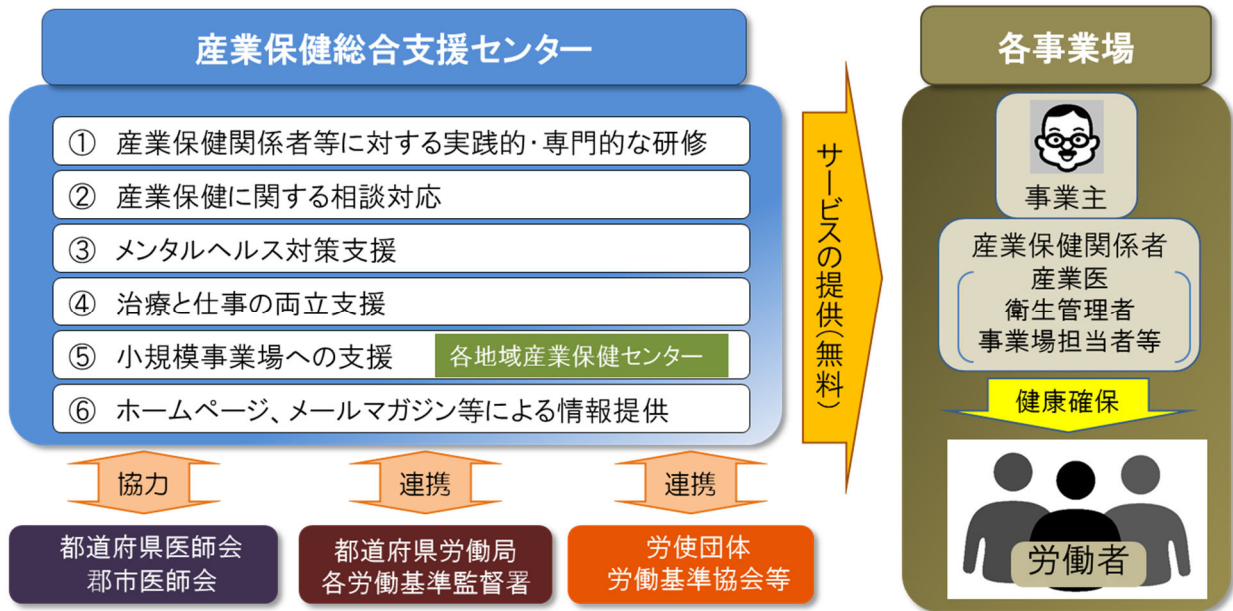 産業保健総合支援センター
① 産業保健関係者等に対する実践的・専門的な研修
② 産業保健に関する相談対応
③ メンタルヘルス対策支援
④ 治療と仕事の両立支援
⑤ 小規模事業場への支援 各地域産業保健センター
⑥ ホームページ、メールマガジン等による情報提供
協力
連携
連携
都道府県医師会
郡市医師会
都道府県労働局
各労働基準監督署
労使団体
労働基準協会等
サービスの提供(無料)
各事業場
事業主
産業保健関係者
産業医
衛生管理者
事業場担当者等
健康確保
労働者